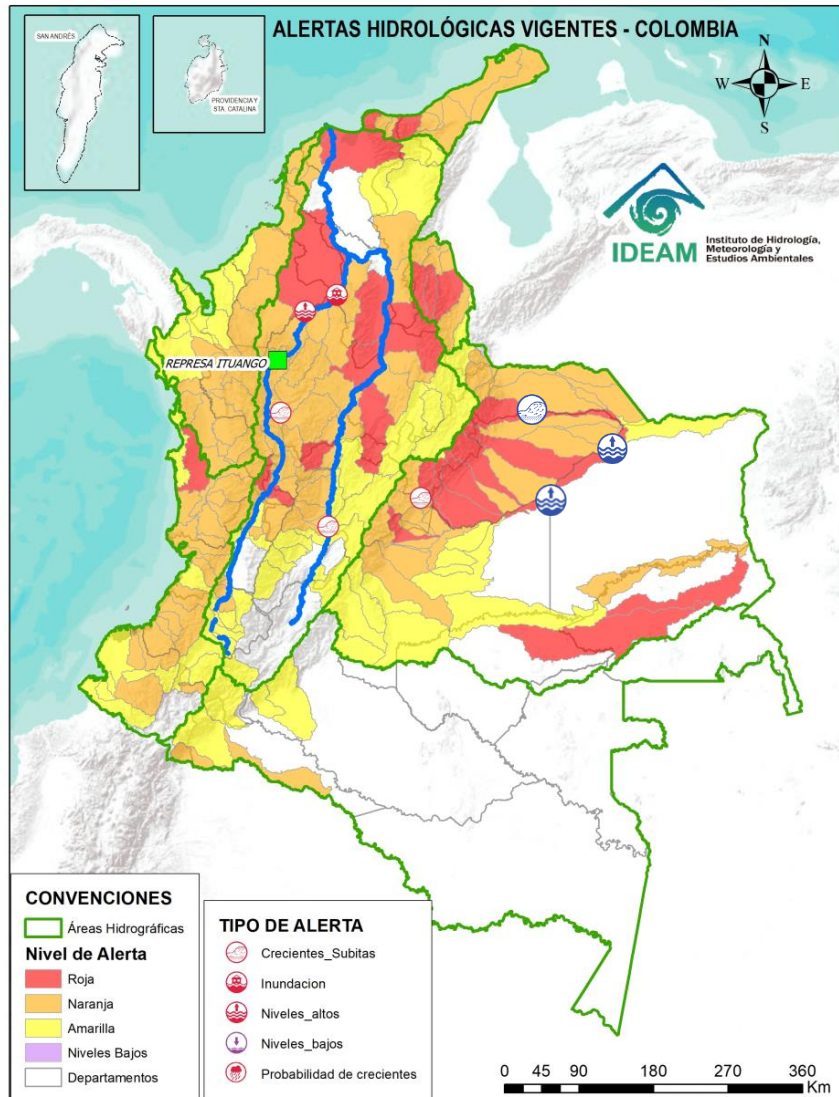 ALERTAS HIDROLÓGICAS VIGENTES - COLOMBIA
SAN ANDRÉS
PROVIDENCIA Y
STA. CATALINA
N
W
E
S
IDEAM
Instituto de Hidrología,
Meteorología y
Estudios Ambientales
REPRESA ITUANGO
CONVENCIONES
Áreas Hidrográficas
Nivel de Alerta
Roja
Naranja
Amarilla
Niveles Bajos
Departamentos
TIPO DE ALERTA
Crecientes_Subitas
Inundacion
Niveles_altos
Niveles_bajos
Probabilidad de crecientes
0 45 90 180 270 360
Km